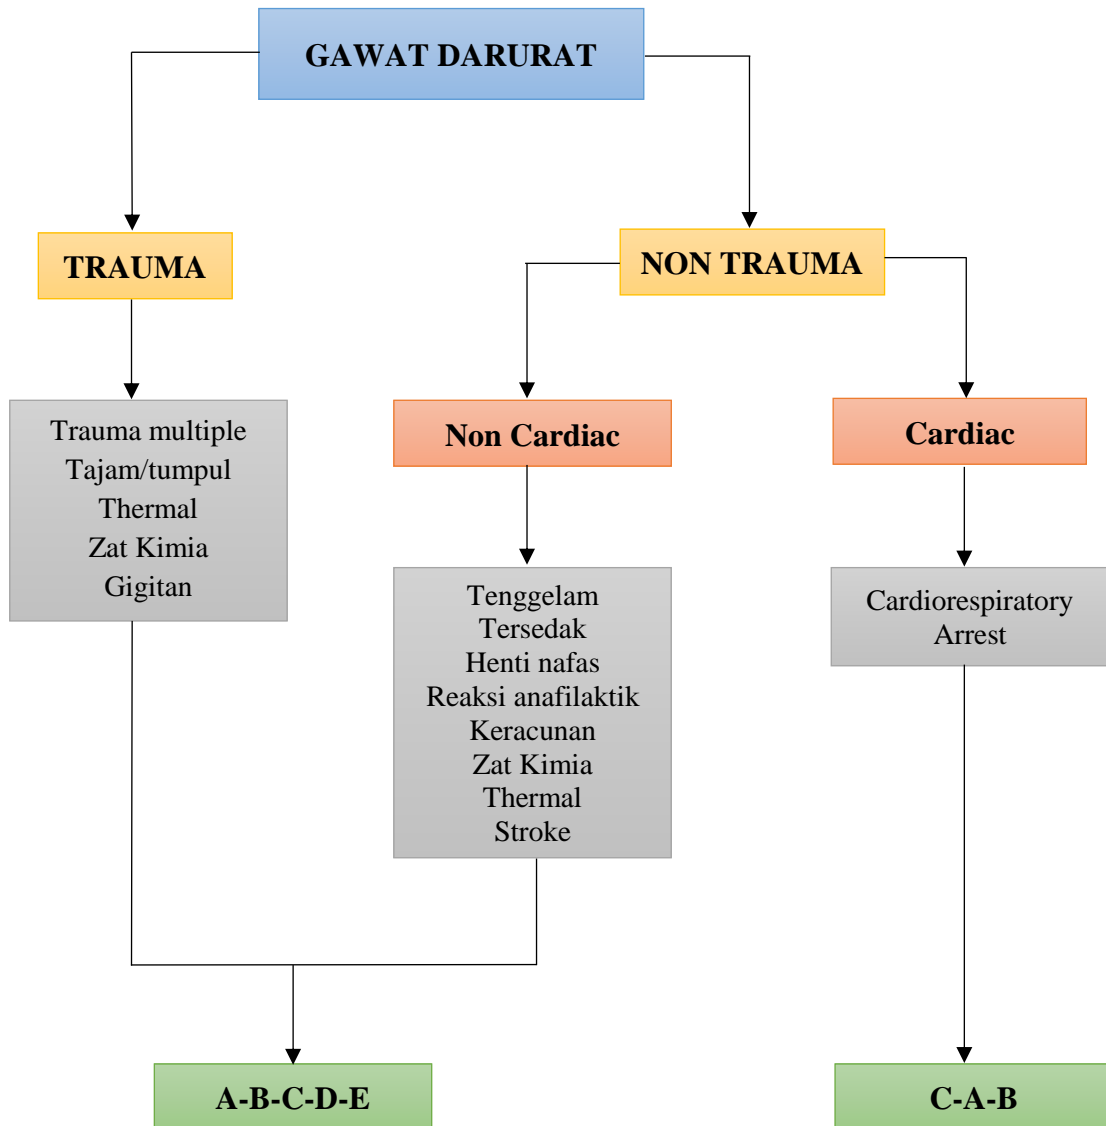 GAWAT DARURAT
TRAUMA
NON TRAUMA
Trauma multiple
Tajam/tumpul
Thermal
Zat Kimia
Gigitan
Non Cardiac
Cardiac
Tenggelam
Tersedak
Henti nafas
Reaksi anafilaktik
Keracunan
Zat Kimia
Thermal
Stroke
Cardiorespiratory
Arrest
A-B-C-D-E
C-A-B